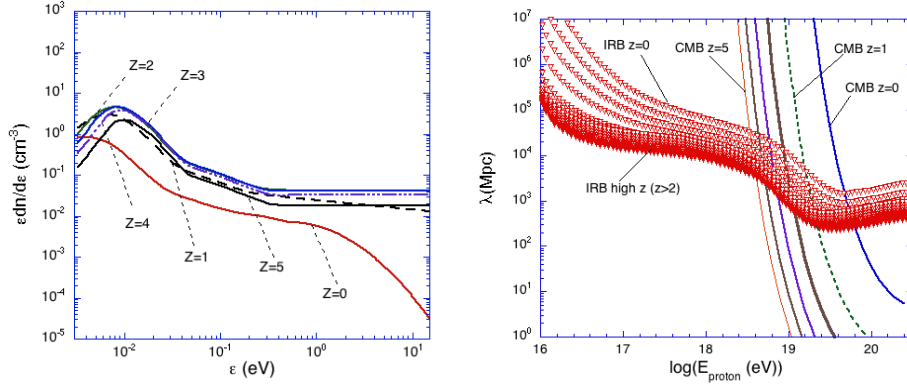 10³
10²
10¹
10⁰
10⁻¹
10⁻²
10⁻³
10⁻⁴
10⁻⁵
εdn/dε (cm⁻³)
Z=2
Z=3
Z=4
Z=1
Z=5
Z=0
10⁻²
10⁻¹
10⁰
10¹
ε (eV)
10⁷
10⁶
10⁵
10⁴
10³
10²
10¹
10⁰
λ(Mpc)
IRB z=0
CMB z=5
CMB z=1
CMB z=0
IRB high z (z>2)
16
17
18
19
20
log(E_proton (eV))